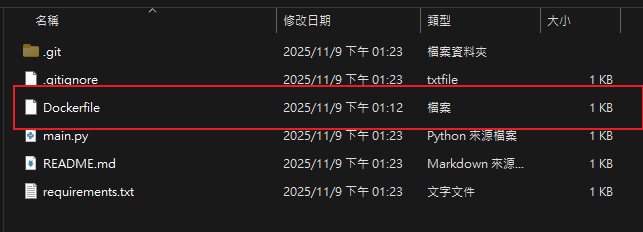 名稱 修改日期 類型 大小
.git 2025/11/9 下午 01:23 檔案資料夾
.gitignore 2025/11/9 下午 01:23 txtfile 1 KB
Dockerfile 2025/11/9 下午 01:12 檔案 1 KB
main.py 2025/11/9 下午 01:23 Python 來源檔案 1 KB
README.md 2025/11/9 下午 01:23 Markdown 來源... 1 KB
requirements.txt 2025/11/9 下午 01:23 文字文件 1 KB